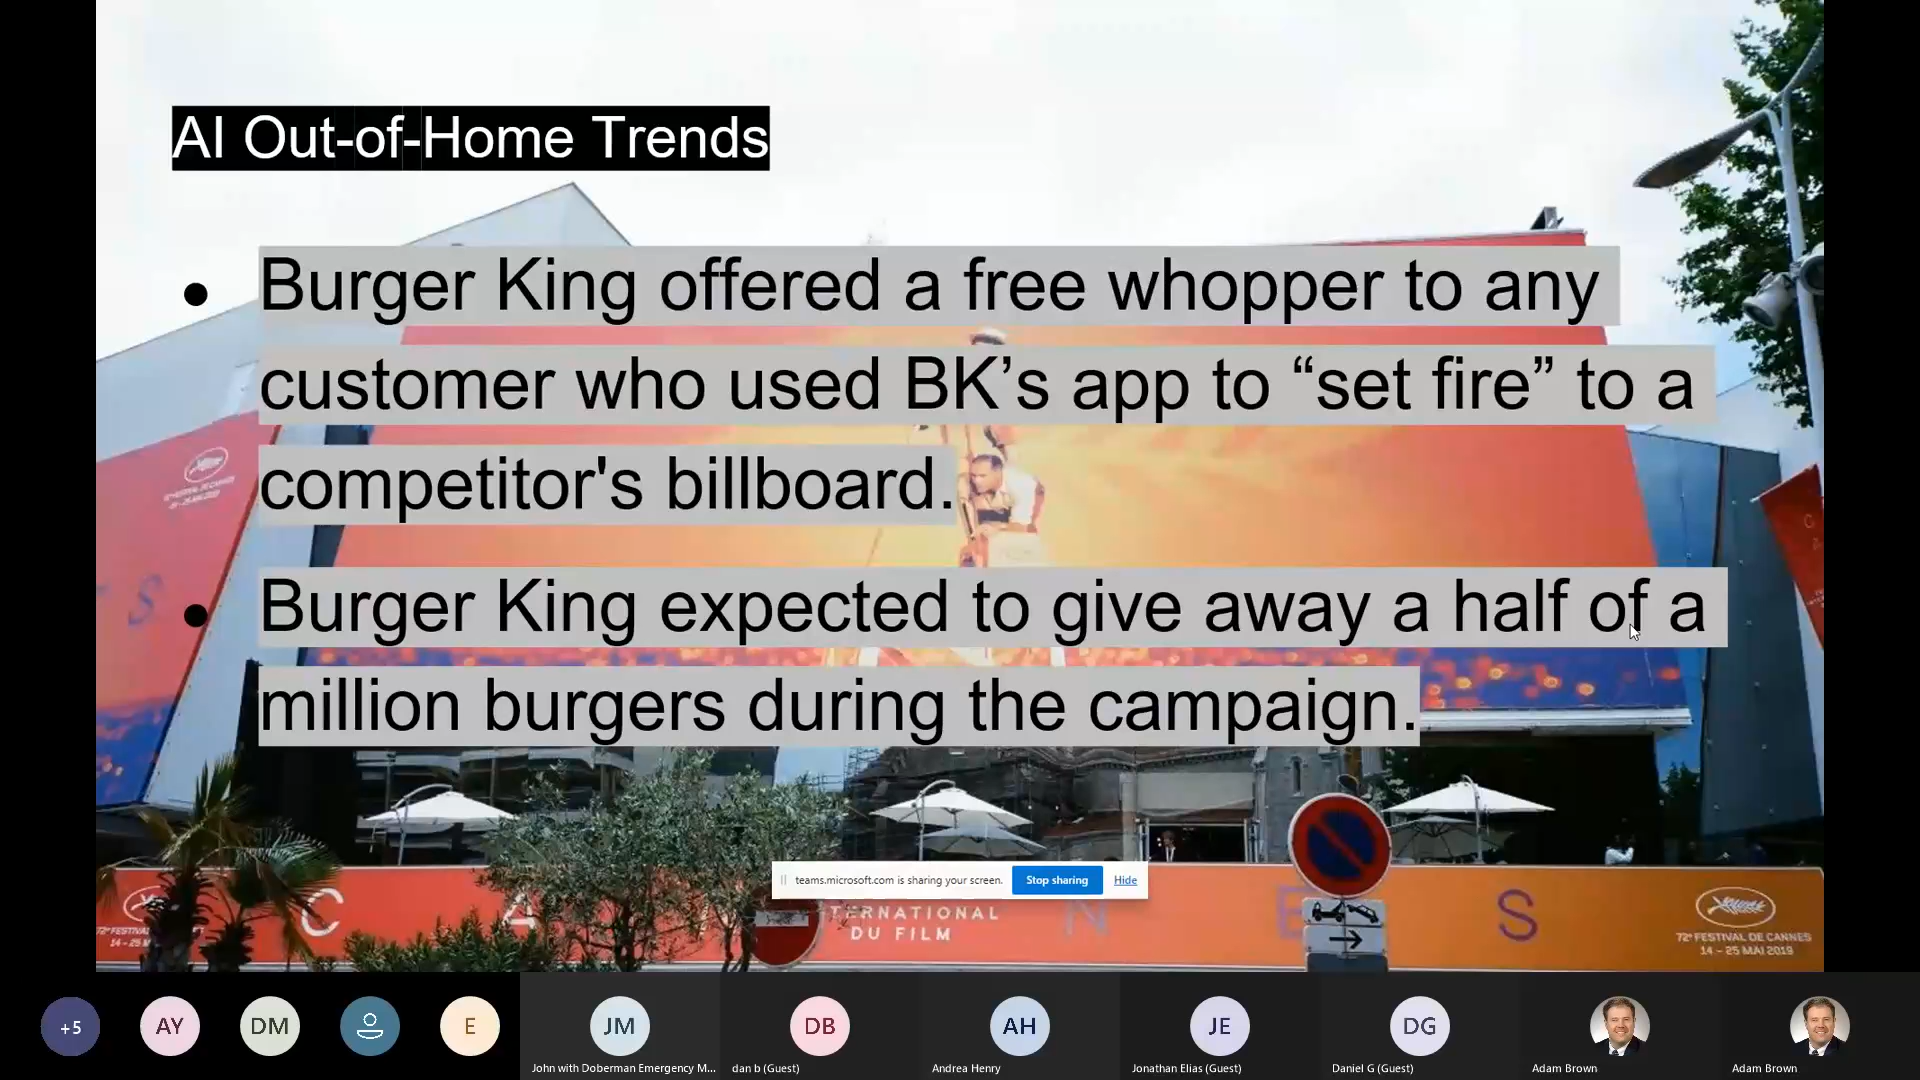 AI Out-of-Home Trends
● Burger King offered a free whopper to any
customer who used BK’s app to “set fire” to a
competitor's billboard.
● Burger King expected to give away a half of a
million burgers during the campaign.
teams.microsoft.com is sharing your screen. Stop sharing Hide
C A N E S
TERNATIONAL
DU FILM
72e FESTIVAL DE CANNES
14 – 25 MAI 2019
+5 AY DM E JM DB AH JE DG
John with Doberman Emergency M... dan b (Guest) Andrea Henry Jonathan Elias (Guest) Daniel G (Guest) Adam Brown Adam Brown